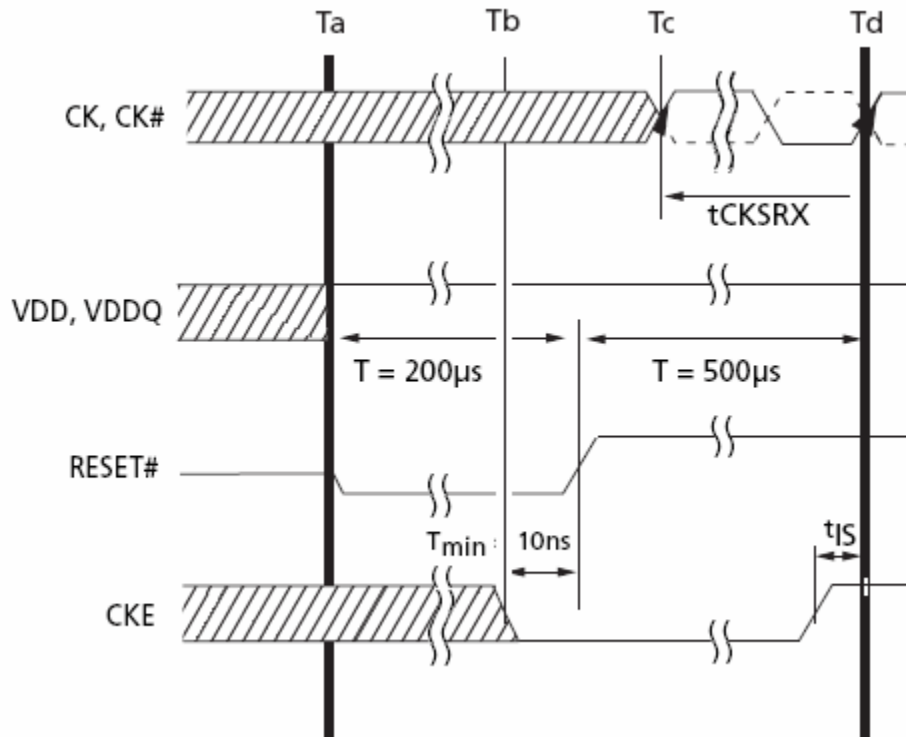 Ta Tb Tc Td
CK, CK#
tCKSRX
VDD, VDDQ
T = 200µs T = 500µs
RESET#
Tmin : 10ns tIS
CKE